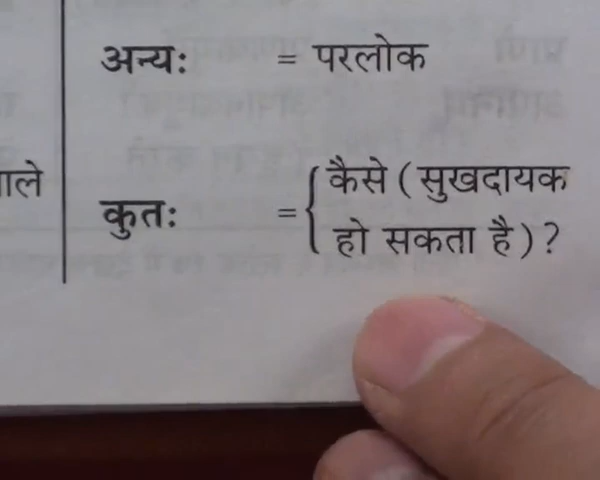 अन्यः = परलोक
कुतः = { कैसे (सुखदायक
हो सकता है) ?